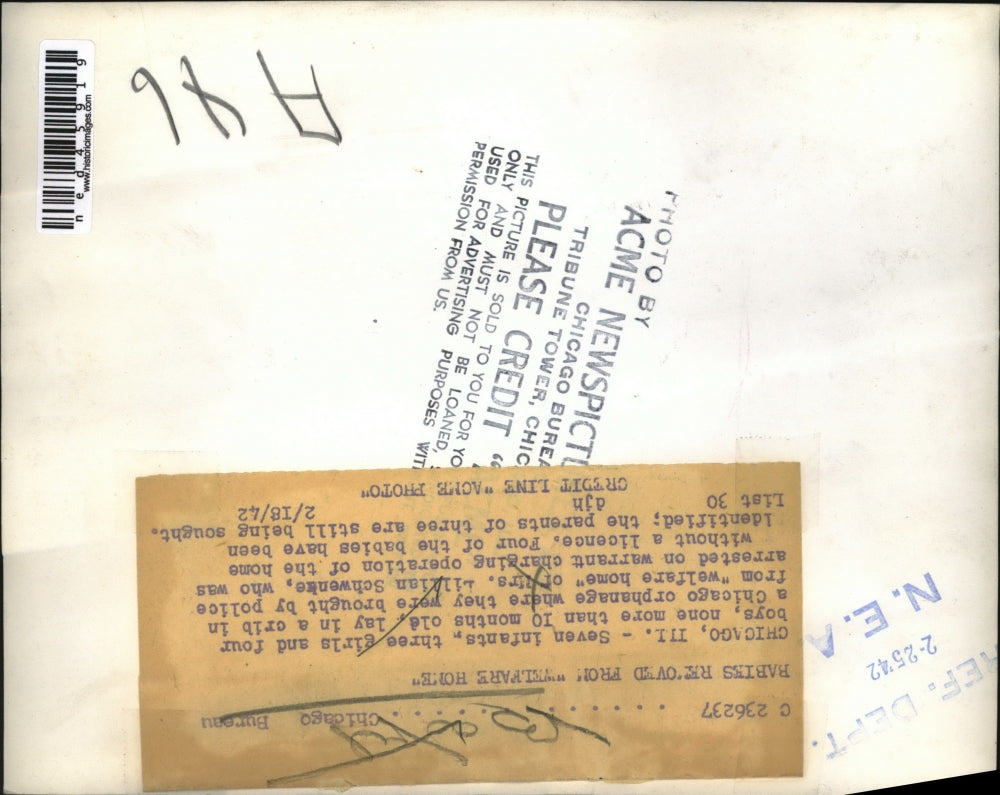 ned45919
www.historicimages.com
PHOTO BY
ACME NEWSPICTU
CHICAGO BUREA
TRIBUNE TOWER, CHIC
PLEASE CREDIT "
THIS PICTURE IS SOLD TO YOU FOR YO
ONLY AND MUST NOT BE LOANED, S
USED FOR ADVERTISING PURPOSES WIT
PERMISSION FROM US.
C 236237 . . . . . . . . . . . . . . Chicago Bureau
BABIES REMOVED FROM "WELFARE HOME"
CHICAGO, ILL. - Seven infants, three girls and four
boys, none more than 10 months old, lay in a crib in
a Chicago orphanage where they were brought by police
from "welfare home" of Mrs. Lillian Schwenke, who was
arrested on warrant charging operation of the home
without a licence. Four of the babies have been
identified; the parents of three are still being sought.
List 30 djh 2/18/42
CREDIT LINE "ACME PHOTO"
REF. DEPT.
2-25-42
N. E. A